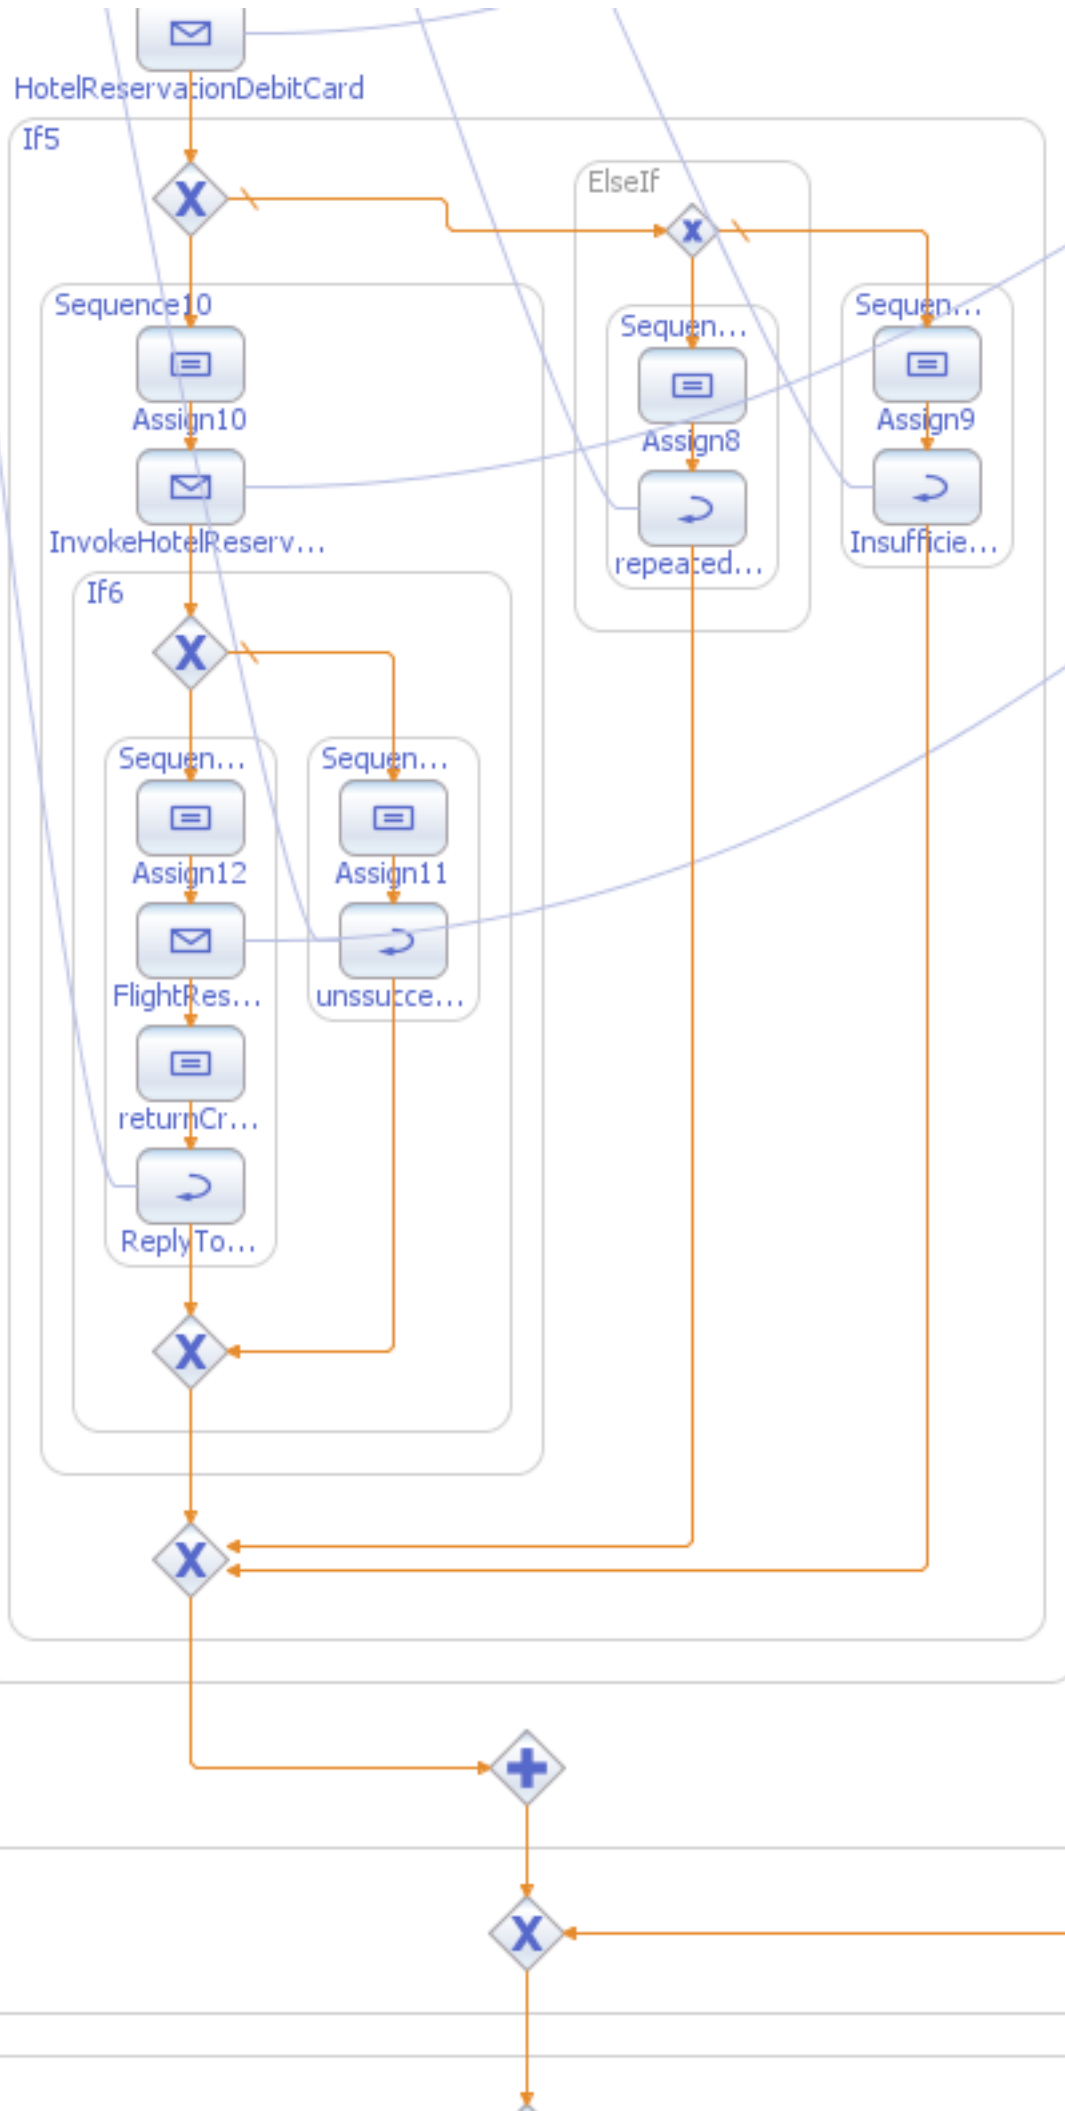 HotelReservationDebitCard
If5
ElseIf
Sequence10
Sequen...
Sequen...
Assign10
Assign8
Assign9
InvokeHotelReserv...
repeated...
Insufficie...
If6
Sequen...
Sequen...
Assign12
Assign11
FlightRes...
unssucce...
returnCr...
ReplyTo...